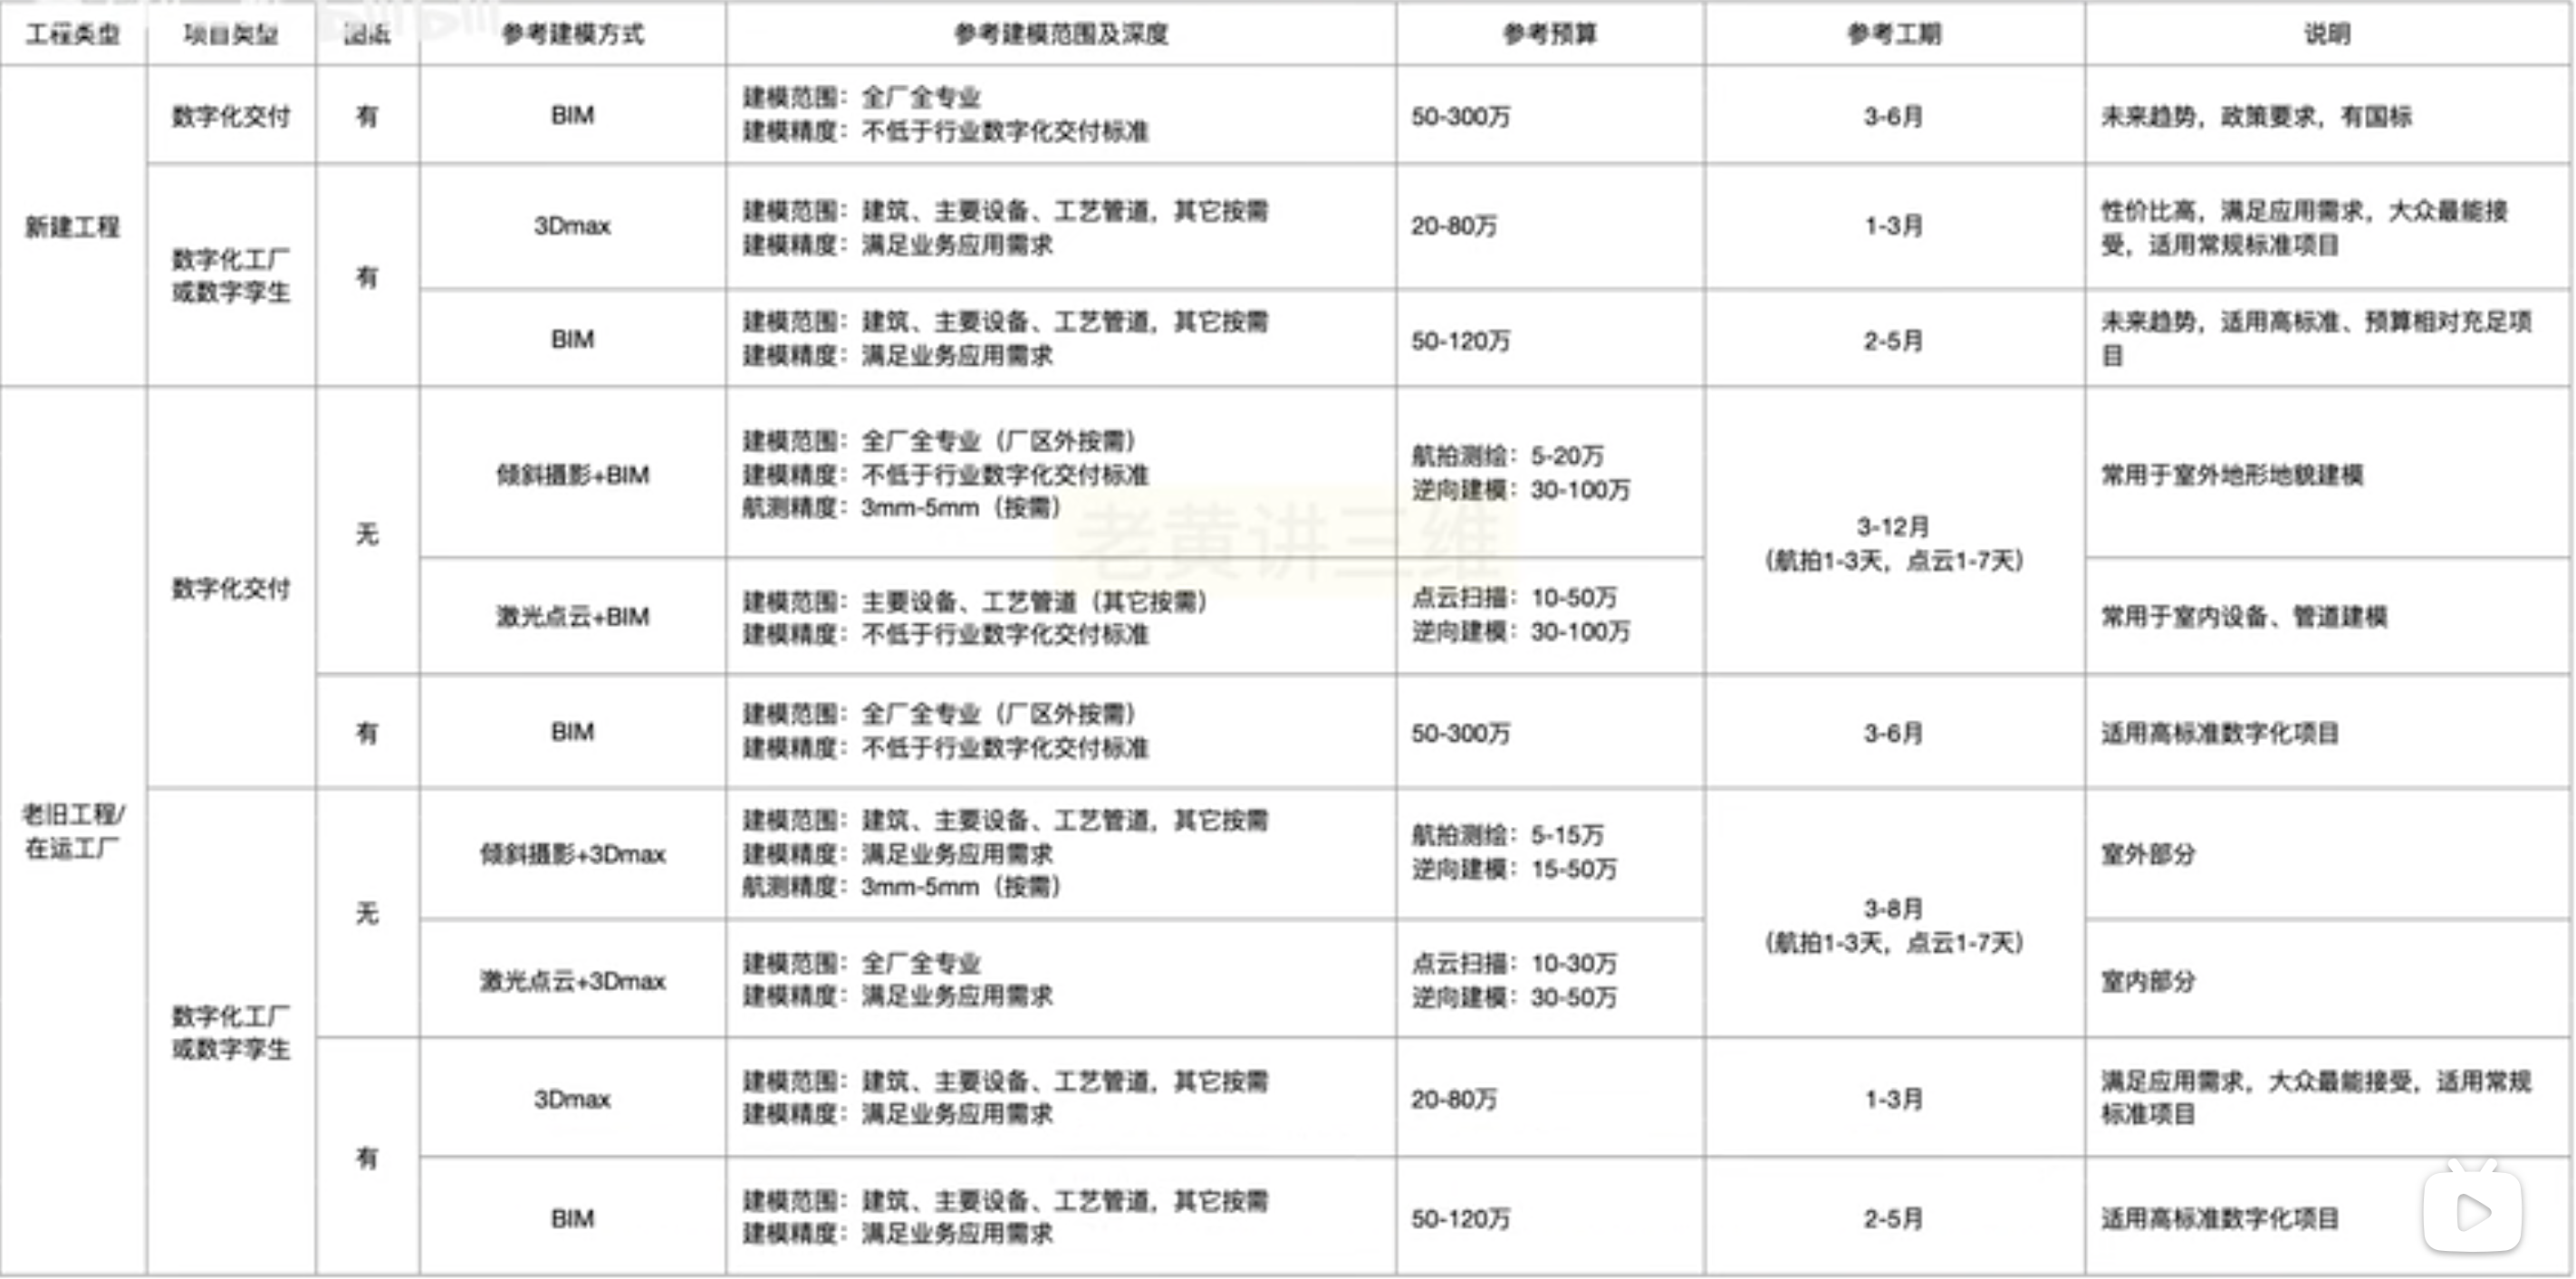 工程类型 项目类型 图纸 参考建模方式 参考建模范围及深度 参考预算 参考工期 说明
新建工程
数字化交付
有
BIM
建模范围：全厂全专业
建模精度：不低于行业数字化交付标准
50-300万
3-6月
未来趋势，政策要求，有国标
数字化工厂
或数字孪生
有
3Dmax
建模范围：建筑、主要设备、工艺管道，其它按需
建模精度：满足业务应用需求
20-80万
1-3月
性价比高，满足应用需求，大众最能接
受，适用常规标准项目
BIM
建模范围：建筑、主要设备、工艺管道，其它按需
建模精度：满足业务应用需求
50-120万
2-5月
未来趋势，适用高标准、预算相对充足项
目
老旧工程/
在运工厂
数字化交付
无
倾斜摄影+BIM
建模范围：全厂全专业（厂区外按需）
建模精度：不低于行业数字化交付标准
航测精度：3mm-5mm（按需）
航拍测绘：5-20万
逆向建模：30-100万
3-12月
（航拍1-3天，点云1-7天）
常用于室外地形地貌建模
激光点云+BIM
建模范围：主要设备、工艺管道（其它按需）
建模精度：不低于行业数字化交付标准
点云扫描：10-50万
逆向建模：30-100万
常用于室内设备、管道建模
有
BIM
建模范围：全厂全专业（厂区外按需）
建模精度：不低于行业数字化交付标准
50-300万
3-6月
适用高标准数字化项目
数字化工厂
或数字孪生
无
倾斜摄影+3Dmax
建模范围：建筑、主要设备、工艺管道，其它按需
建模精度：满足业务应用需求
航测精度：3mm-5mm（按需）
航拍测绘：5-15万
逆向建模：15-50万
3-8月
（航拍1-3天，点云1-7天）
室外部分
激光点云+3Dmax
建模范围：全厂全专业
建模精度：满足业务应用需求
点云扫描：10-30万
逆向建模：30-50万
室内部分
有
3Dmax
建模范围：建筑、主要设备、工艺管道，其它按需
建模精度：满足业务应用需求
20-80万
1-3月
满足应用需求，大众最能接受，适用常规
标准项目
BIM
建模范围：建筑、主要设备、工艺管道，其它按需
建模精度：满足业务应用需求
50-120万
2-5月
适用高标准数字化项目
老黄讲三维